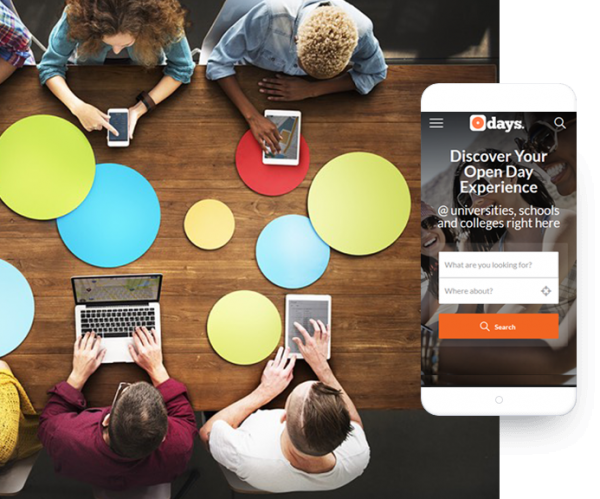 days.
Discover Your
Open Day
Experience
@ universities, schools
and colleges right here
What are you looking for?
Where about?
Search